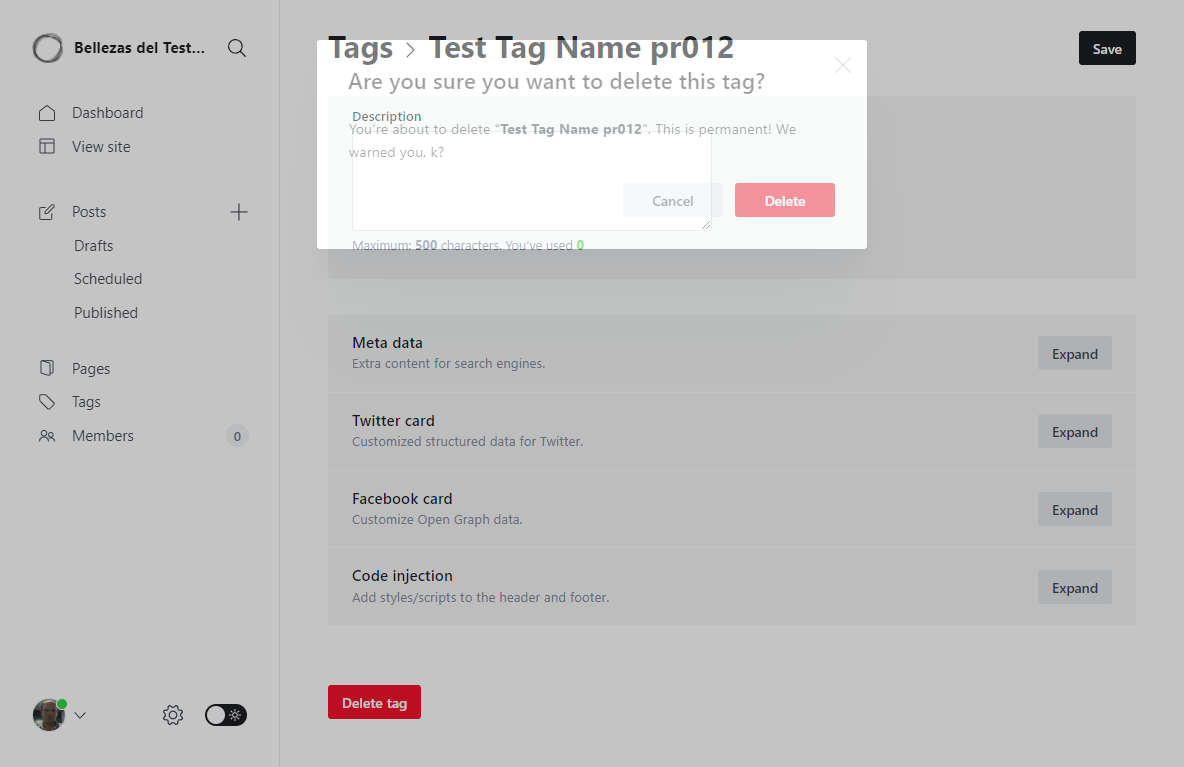 Bellezas del Test...
Dashboard
View site
Posts
Drafts
Scheduled
Published
Pages
Tags
Members
0
Tags > Test Tag Name pr012
Save
Are you sure you want to delete this tag?
Description
You're about to delete "Test Tag Name pr012". This is permanent! We
warned you, k?
Cancel
Delete
Maximum: 500 characters. You've used 0
Meta data
Extra content for search engines.
Expand
Twitter card
Customized structured data for Twitter.
Expand
Facebook card
Customize Open Graph data.
Expand
Code injection
Add styles/scripts to the header and footer.
Expand
Delete tag